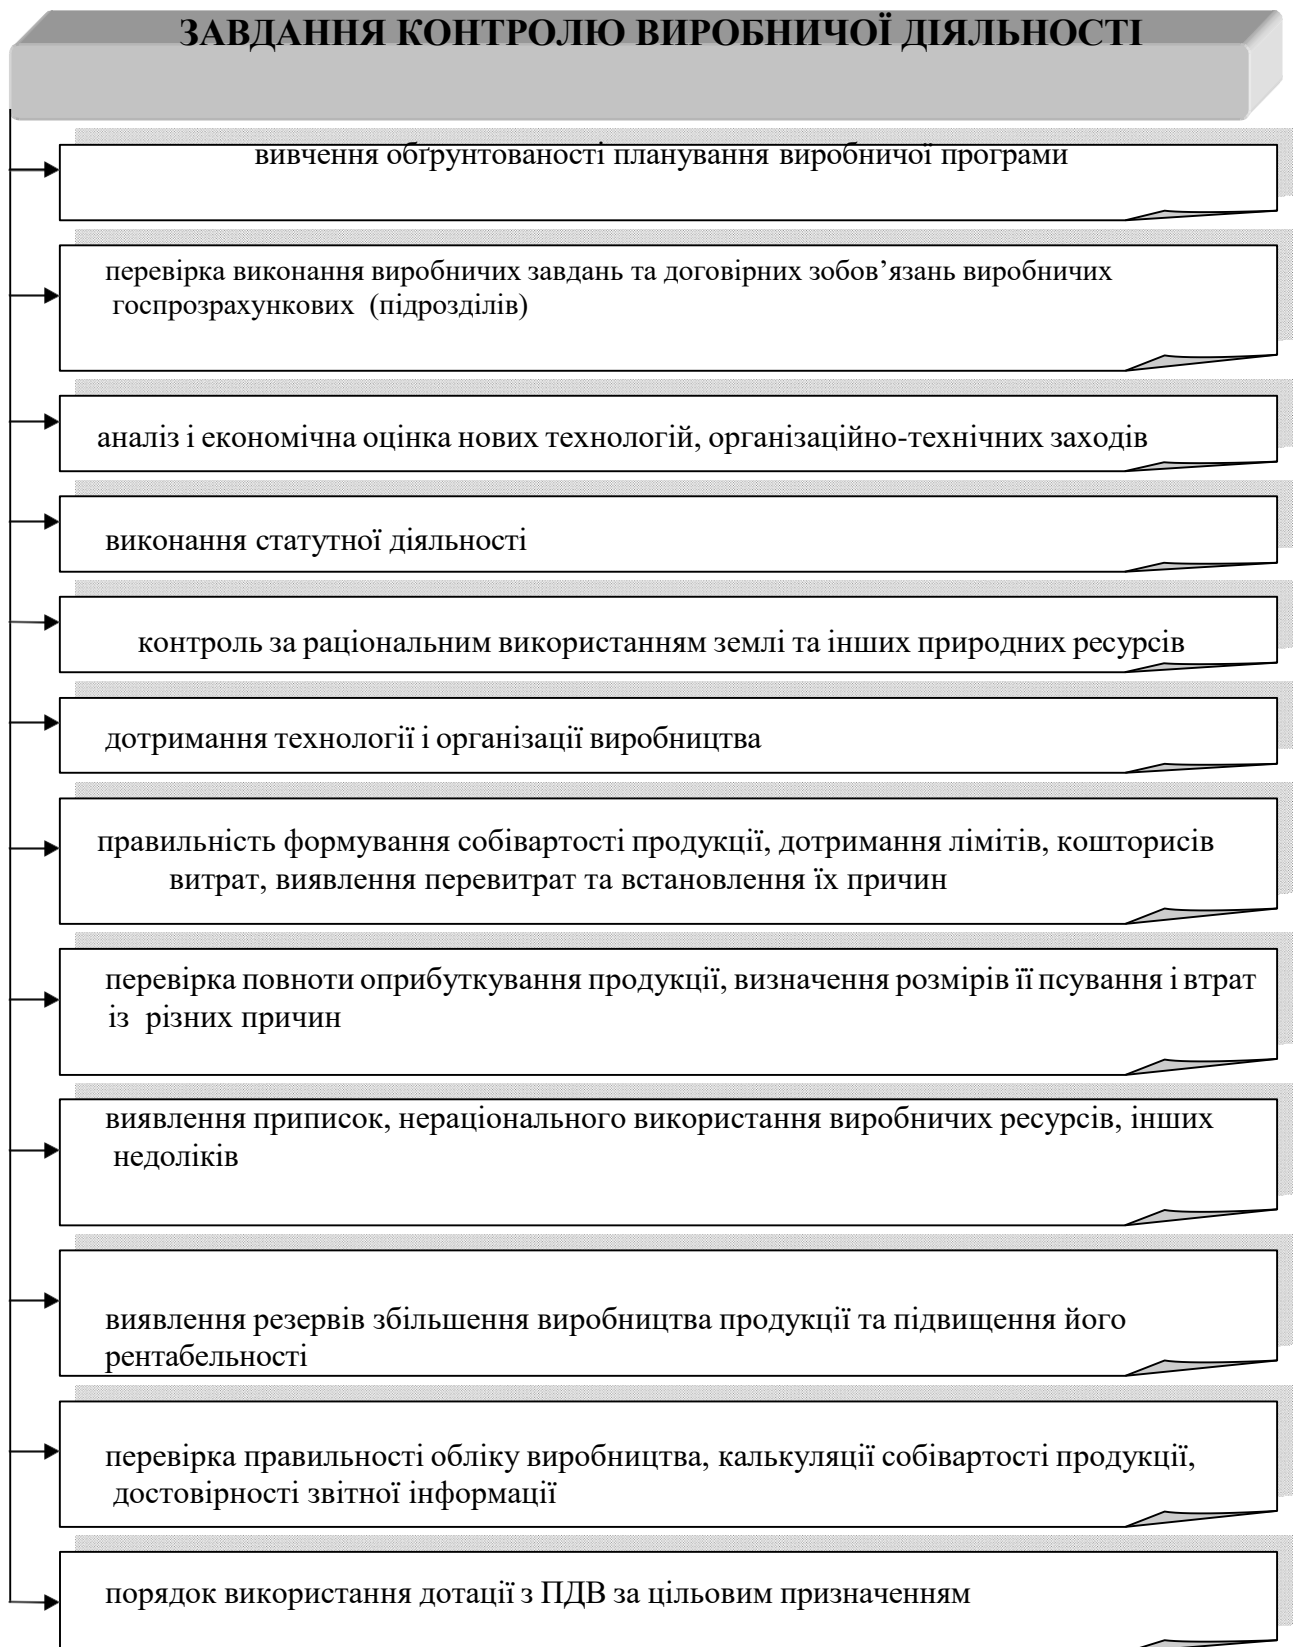 ЗАВДАННЯ КОНТРОЛЮ ВИРОБНИЧОЇ ДІЯЛЬНОСТІ
вивчення обґрунтованості планування виробничої програми
перевірка виконання виробничих завдань та договірних зобов’язань виробничих
госпрозрахункових (підрозділів)
аналіз і економічна оцінка нових технологій, організаційно-технічних заходів
виконання статутної діяльності
контроль за раціональним використанням землі та інших природних ресурсів
дотримання технології і організації виробництва
правильність формування собівартості продукції, дотримання лімітів, кошторисів
витрат, виявлення перевитрат та встановлення їх причин
перевірка повноти оприбуткування продукції, визначення розмірів її псування і втрат
із різних причин
виявлення приписок, нераціонального використання виробничих ресурсів, інших
недоліків
виявлення резервів збільшення виробництва продукції та підвищення його
рентабельності
перевірка правильності обліку виробництва, калькуляції собівартості продукції,
достовірності звітної інформації
порядок використання дотації з ПДВ за цільовим призначенням